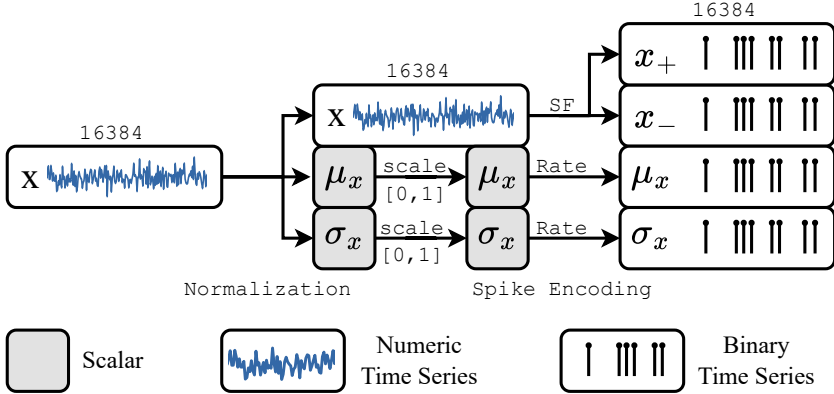 16384
16384
x₊
16384
x
SF
x₋
x
μₓ
scale
[0,1]
μₓ
Rate
μₓ
σₓ
scale
[0,1]
σₓ
Rate
σₓ
Normalization
Spike Encoding
Scalar
Numeric
Time Series
Binary
Time Series